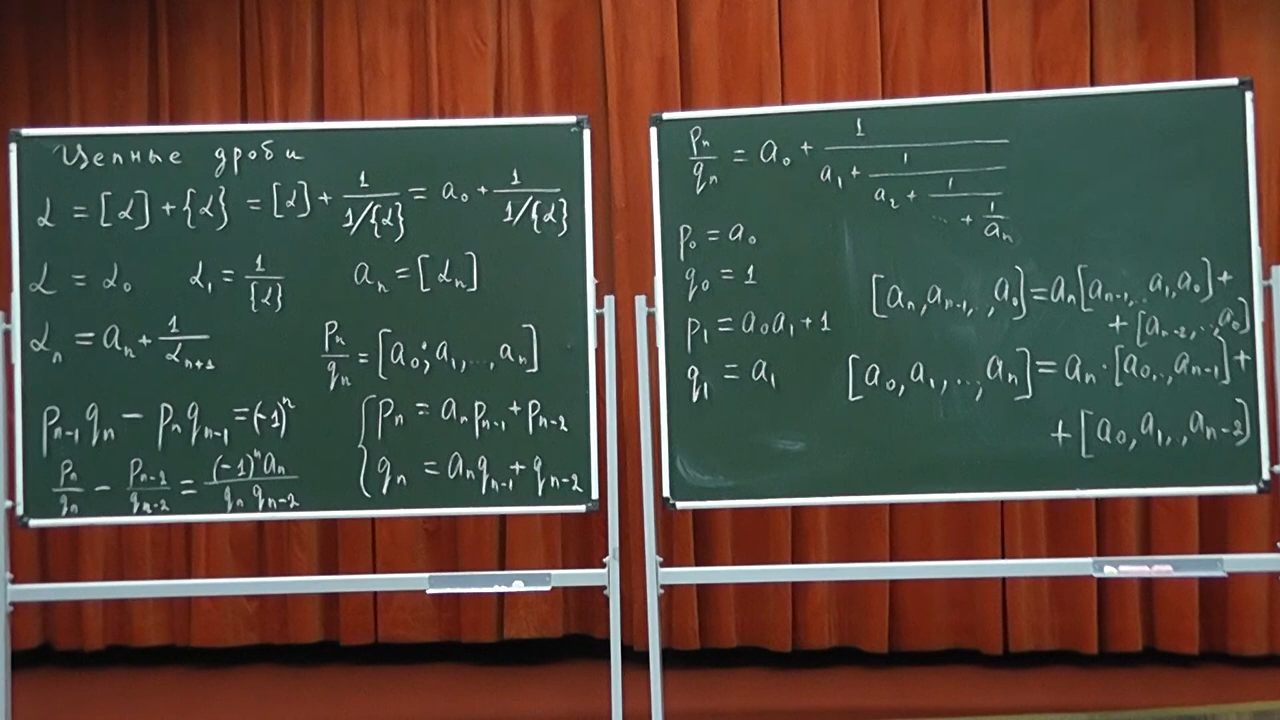 Цепные дроби
α = [α] + {α} = [α] + 1/(1/{α}) = a₀ + 1/(1/{α})
α = α₀   α₁ = 1/{α}   aₙ = [αₙ]
αₙ = aₙ + 1/αₙ₊₁   pₙ/qₙ = [a₀; a₁, ..., aₙ]
pₙ₋₁qₙ − pₙqₙ₋₁ = (-1)ⁿ   { pₙ = aₙpₙ₋₁ + pₙ₋₂
pₙ/qₙ − pₙ₋₂/qₙ₋₂ = (-1)ⁿaₙ/(qₙqₙ₋₂)   { qₙ = aₙqₙ₋₁ + qₙ₋₂
pₙ/qₙ = a₀ + 1/(a₁ + 1/(a₂ + 1/(... + 1/aₙ)))
p₀ = a₀
q₀ = 1
p₁ = a₀a₁ + 1
q₁ = a₁
[aₙ, aₙ₋₁, .., a₀] = aₙ[aₙ₋₁, .. a₁, a₀] +
+ [aₙ₋₂, .., a₀]
[a₀, a₁, .., aₙ] = aₙ · [a₀, .., aₙ₋₁] +
+ [a₀, a₁, .., aₙ₋₂]